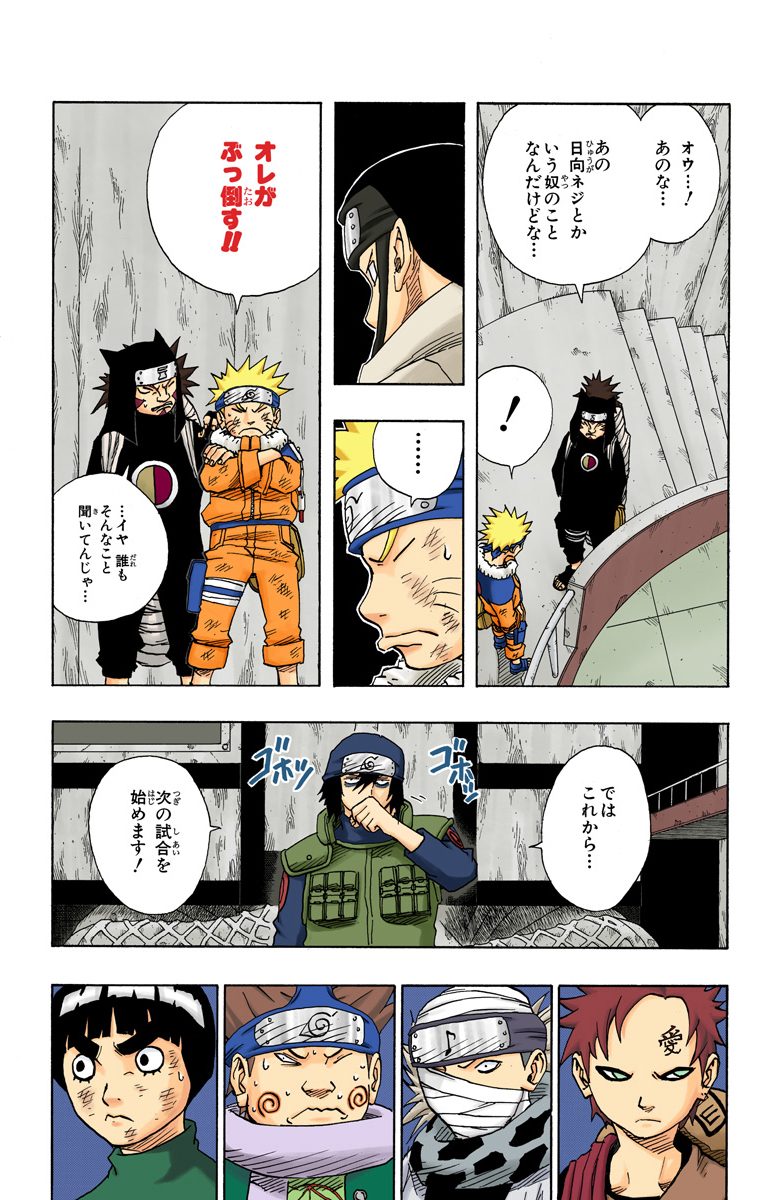 オウ…!
あのな…
あの
日向ネジとか
いう奴のこと
なんだけどな…
!
……
オレが
ぶっ倒す!!
…イヤ 誰も
そんなこと
聞いてんじゃ…
では
これから…
ゴホッ
ゴホッ
次の試合を
始めます!
愛